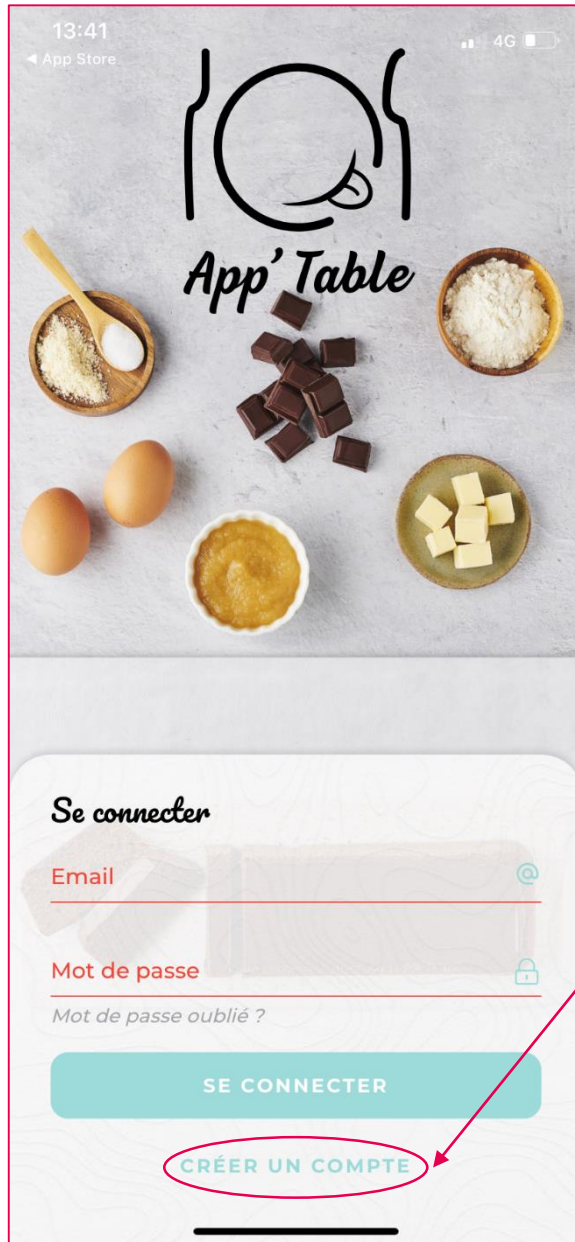 13:41
4G
◀ App Store
App' Table
Se connecter
Email
@
Mot de passe
Mot de passe oublié ?
SE CONNECTER
CRÉER UN COMPTE